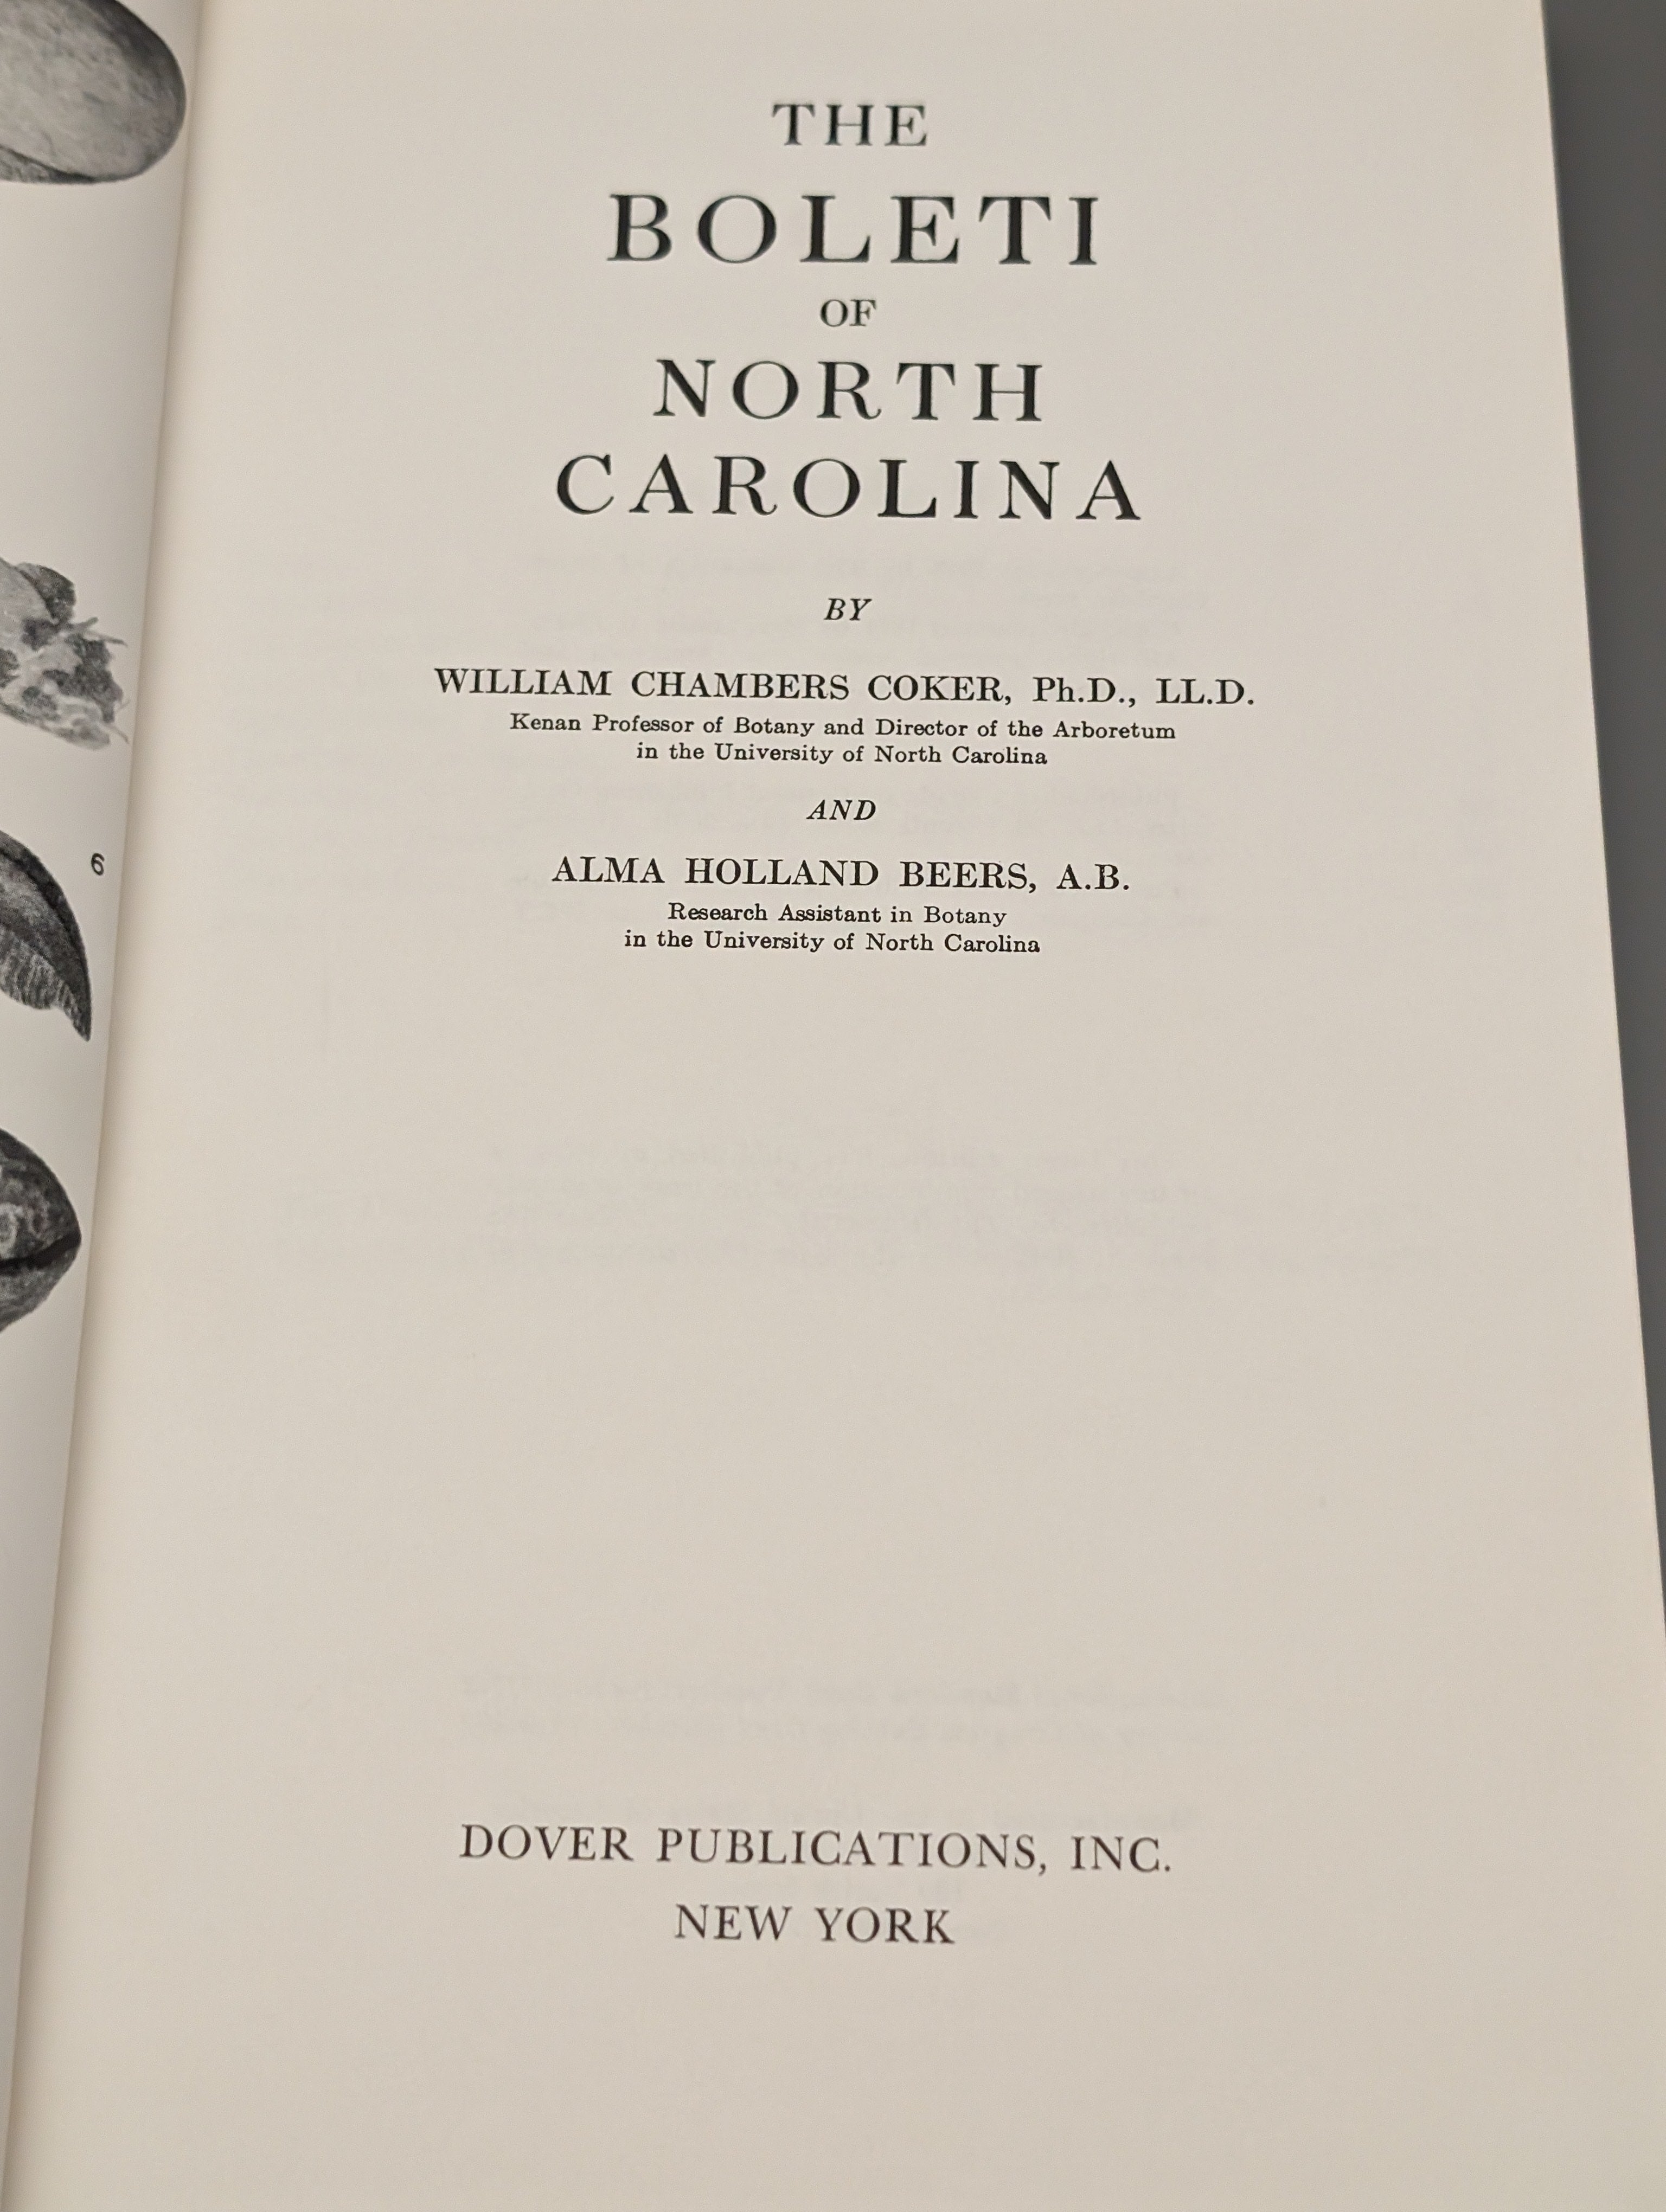 THE
BOLETI
OF
NORTH
CAROLINA
BY
WILLIAM CHAMBERS COKER, Ph.D., LL.D.
Kenan Professor of Botany and Director of the Arboretum
in the University of North Carolina
AND
ALMA HOLLAND BEERS, A.B.
Research Assistant in Botany
in the University of North Carolina
6
DOVER PUBLICATIONS, INC.
NEW YORK